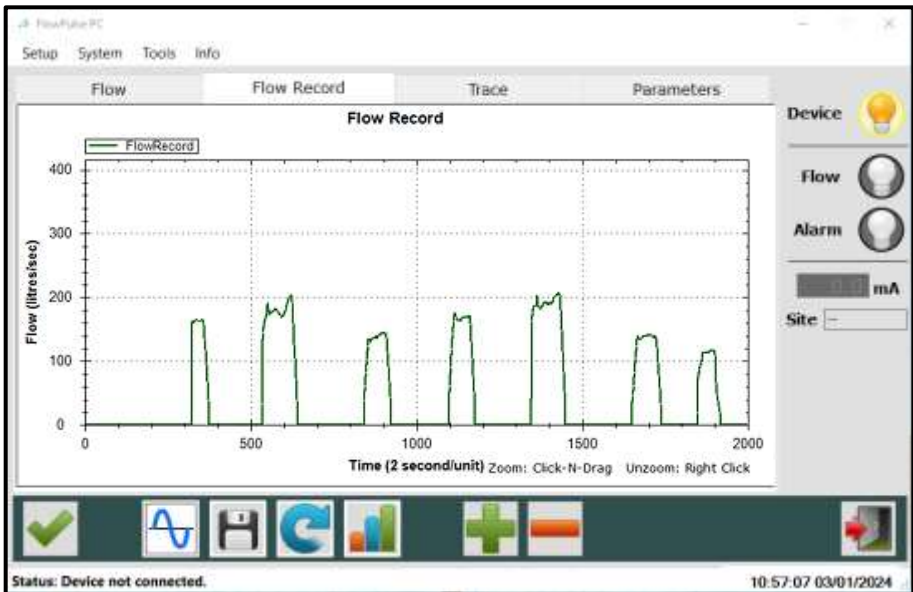 FlowPulse PC
Setup System Tools Info
Flow Flow Record Trace Parameters
Flow Record
FlowRecord
Device
Flow
Alarm
mA
Site --
Flow (litres/sec)
400
300
200
100
0
0 500 1000 1500 2000
Time (2 second/unit) Zoom: Click-N-Drag Unzoom: Right Click
Status: Device not connected. 10:57:07 03/01/2024